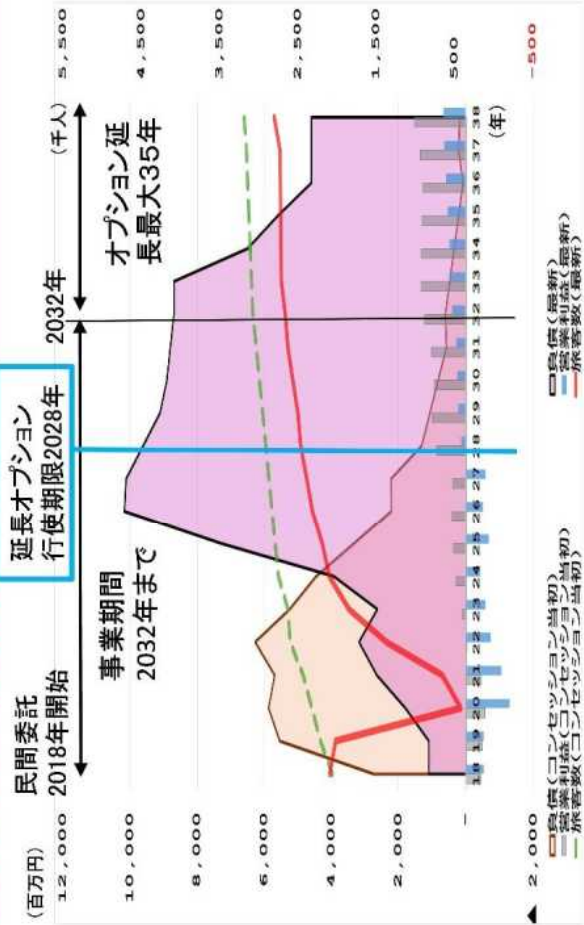 民間委託
2018年開始
延長オプション
行使期限2028年
2032年
(百万円)
(千人)
事業期間
2032年まで
オプション延
長最大35年
12,000
10,000
8,000
6,000
4,000
2,000
-
▲ 2,000
5,500
4,500
3,500
2,500
1,500
500
-500
18 19 20 21 22 23 24 25 26 27 28 29 30 31 32 33 34 35 36 37 38
(年)
負債(コンセッション当初)
営業利益(コンセッション当初)
旅客数(コンセッション当初)
負債(最新)
営業利益(最新)
旅客数(最新)